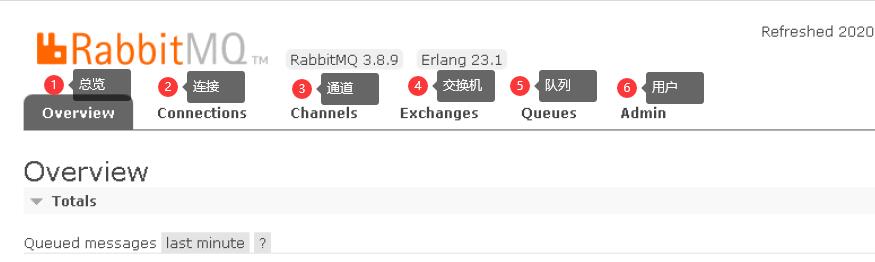 Refreshed 2020
RabbitMQ TM
RabbitMQ 3.8.9 Erlang 23.1
1 总览 2 连接 3 通道 4 交换机 5 队列 6 用户
Overview Connections Channels Exchanges Queues Admin
Overview
Totals
Queued messages last minute ?